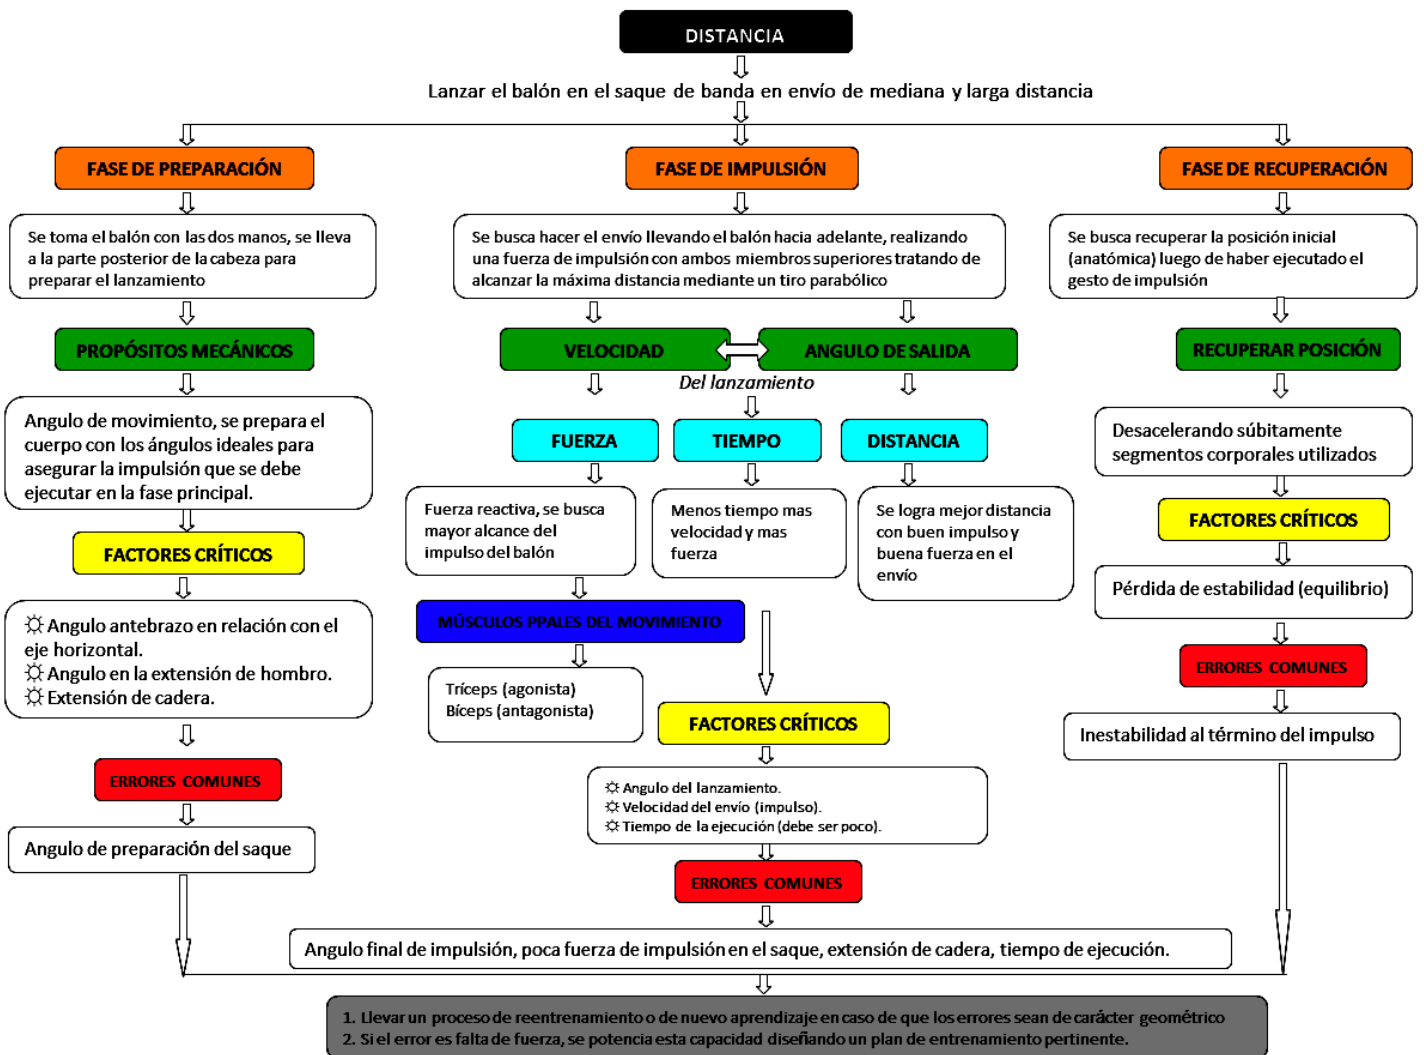 DISTANCIA
Lanzar el balón en el saque de banda en envío de mediana y larga distancia
FASE DE PREPARACIÓN
Se toma el balón con las dos manos, se lleva
a la parte posterior de la cabeza para
preparar el lanzamiento
PROPÓSITOS MECÁNICOS
Angulo de movimiento, se prepara el
cuerpo con los ángulos ideales para
asegurar la impulsión que se debe
ejecutar en la fase principal.
FACTORES CRÍTICOS
☼ Angulo antebrazo en relación con el
eje horizontal.
☼ Angulo en la extensión de hombro.
☼ Extensión de cadera.
ERRORES COMUNES
Angulo de preparación del saque
FASE DE IMPULSIÓN
Se busca hacer el envío llevando el balón hacia adelante, realizando
una fuerza de impulsión con ambos miembros superiores tratando de
alcanzar la máxima distancia mediante un tiro parabólico
VELOCIDAD
ANGULO DE SALIDA
Del lanzamiento
FUERZA
Fuerza reactiva, se busca
mayor alcance del
impulso del balón
TIEMPO
Menos tiempo mas
velocidad y mas
fuerza
DISTANCIA
Se logra mejor distancia
con buen impulso y
buena fuerza en el
envío
MÚSCULOS PPALES DEL MOVIMIENTO
Tríceps (agonista)
Bíceps (antagonista)
FACTORES CRÍTICOS
☼ Angulo del lanzamiento.
☼ Velocidad del envío (impulso).
☼ Tiempo de la ejecución (debe ser poco).
ERRORES COMUNES
Angulo final de impulsión, poca fuerza de impulsión en el saque, extensión de cadera, tiempo de ejecución.
FASE DE RECUPERACIÓN
Se busca recuperar la posición inicial
(anatómica) luego de haber ejecutado el
gesto de impulsión
RECUPERAR POSICIÓN
Desacelerando súbitamente
segmentos corporales utilizados
FACTORES CRÍTICOS
Pérdida de estabilidad (equilibrio)
ERRORES COMUNES
Inestabilidad al término del impulso
1. Llevar un proceso de reentrenamiento o de nuevo aprendizaje en caso de que los errores sean de carácter geométrico
2. Si el error es falta de fuerza, se potencia esta capacidad diseñando un plan de entrenamiento pertinente.